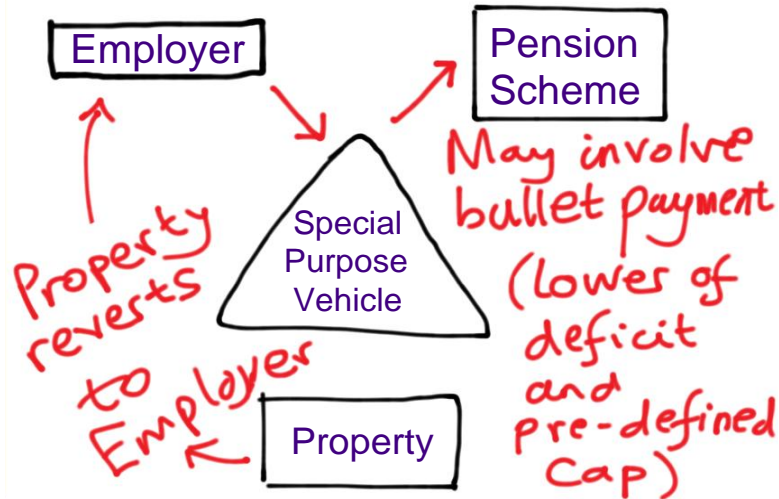 Employer
Pension
Scheme
May involve
bullet payment
(lower of
deficit
and
pre-defined
cap)
Special
Purpose
Vehicle
Property
reverts
to
Employer
Property